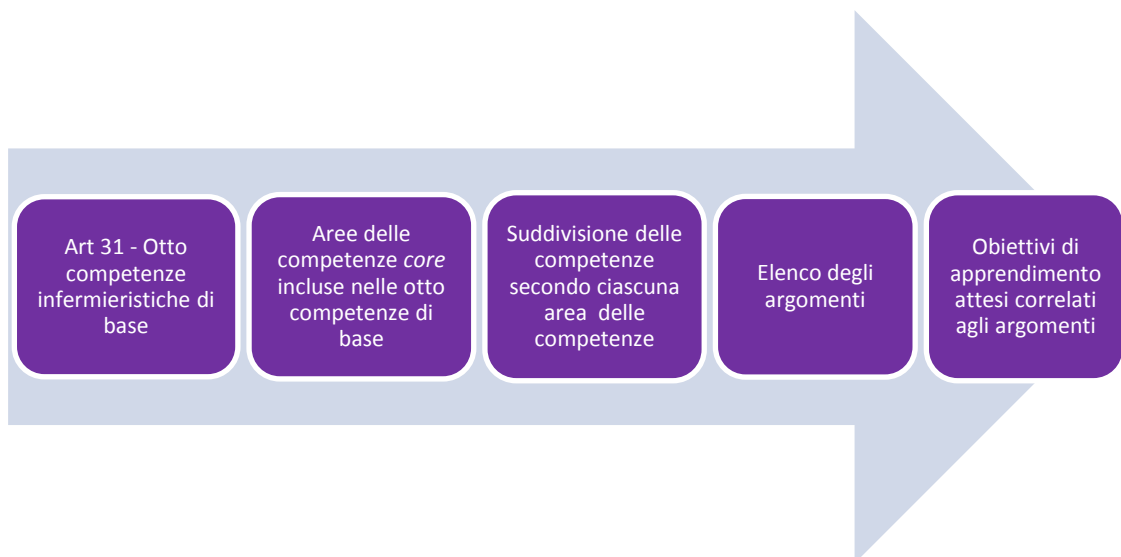 Art 31 - Otto
competenze
infermieristiche di
base
Aree delle
competenze core
incluse nelle otto
competenze di
base
Suddivisione delle
competenze
secondo ciascuna
area delle
competenze
Elenco degli
argomenti
Obiettivi di
apprendimento
attesi correlati
agli argomenti